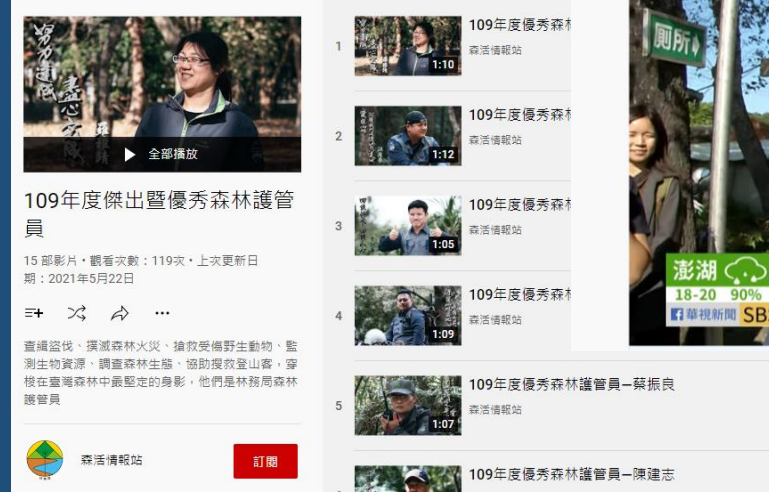 全部播放
109年度傑出暨優秀森林護管
員
15 部影片・觀看次數：119次・上次更新日
期：2021年5月22日
查緝盜伐、撲滅森林火災、搶救受傷野生動物、監
測生物資源、調查森林生態、協助搜救登山客，穿
梭在臺灣森林中最堅定的身影，他們是林務局森林
護管員
森活情報站
訂閱
1
109年度優秀森林
森活情報站
1:10
2
109年度優秀森林
森活情報站
1:12
3
109年度優秀森林
森活情報站
1:05
4
109年度優秀森林
森活情報站
1:09
5
109年度優秀森林護管員—蔡振良
森活情報站
1:07
109年度優秀森林護管員—陳建志
廁所
澎湖
18-20 90%
華視新聞 SB